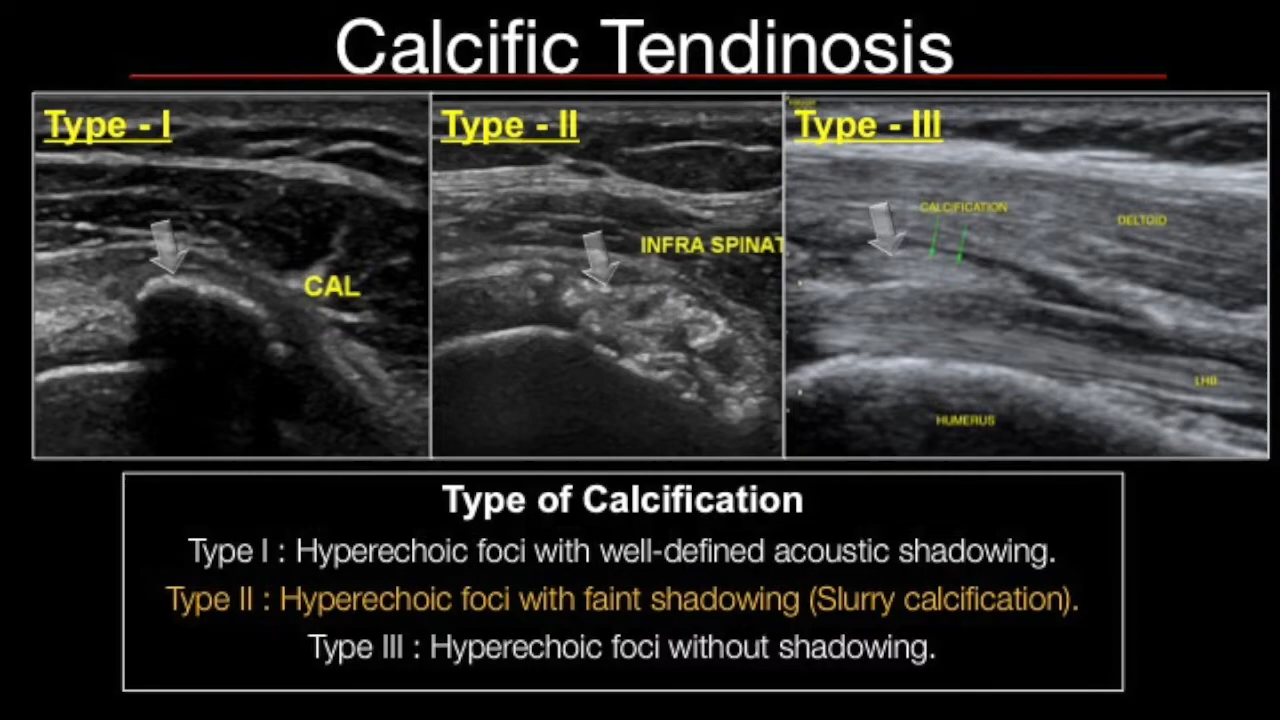 Calcific Tendinosis
Type - I
CAL
Type - II
INFRA SPINAT
Type - III
CALCIFICATION
DELTOID
LHB
HUMERUS
Type of Calcification
Type I : Hyperechoic foci with well-defined acoustic shadowing.
Type II : Hyperechoic foci with faint shadowing (Slurry calcification).
Type III : Hyperechoic foci without shadowing.